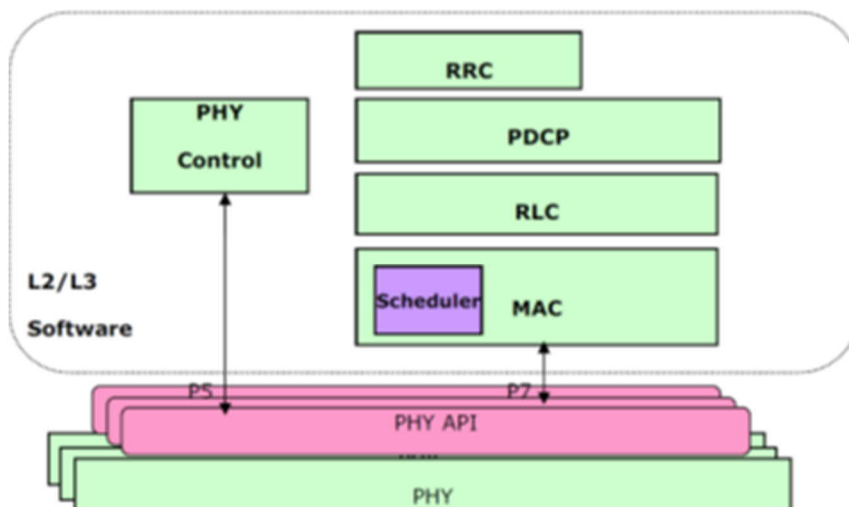 RRC
PHY
Control
PDCP
RLC
L2/L3
Software
Scheduler
MAC
P5
P7
PHY API
PHY